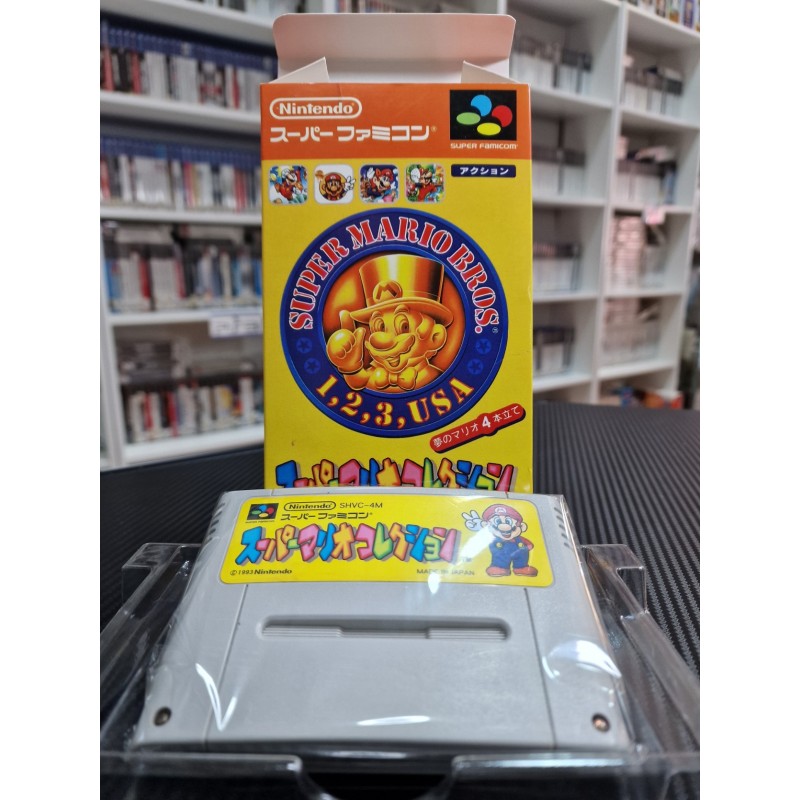 Nintendo
スーパーファミコン®
SUPER FAMICOM™
アクション
SUPER MARIO BROS.®
1,2,3,USA
夢のマリオ4本立て
スーパーマリオコレクション
Nintendo SHVC-4M
スーパーファミコン®
スーパーマリオコレクション
©1993 Nintendo
MADE IN JAPAN